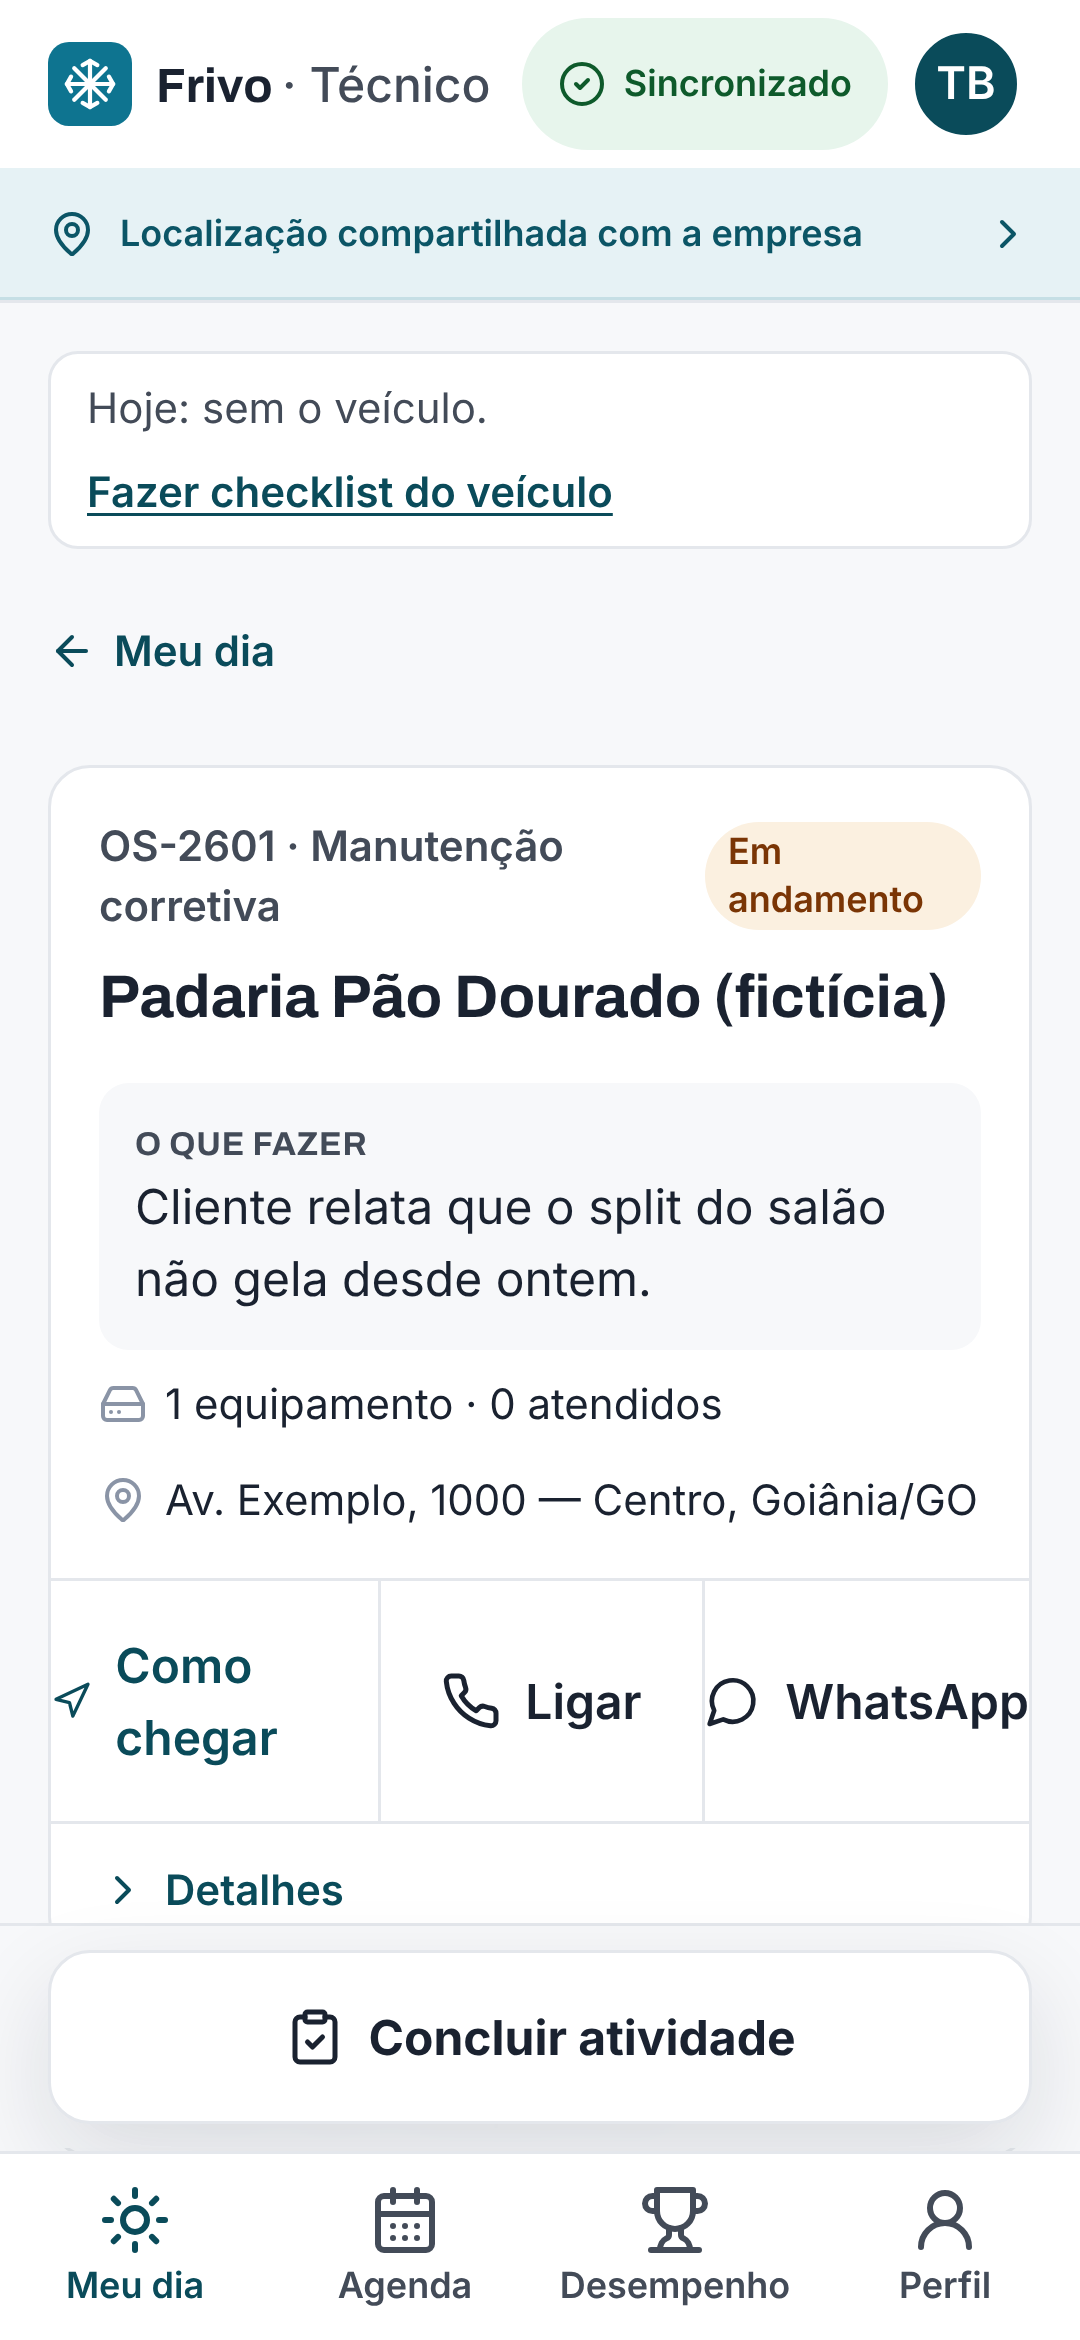 Frivo · Técnico
Sincronizado
TB
Localização compartilhada com a empresa
Hoje: sem o veículo.
Fazer checklist do veículo
Meu dia
OS-2601 · Manutenção
corretiva
Em
andamento
Padaria Pão Dourado (fictícia)
O QUE FAZER
Cliente relata que o split do salão
não gela desde ontem.
1 equipamento · 0 atendidos
Av. Exemplo, 1000 — Centro, Goiânia/GO
Como
chegar
Ligar
WhatsApp
Detalhes
Concluir atividade
Meu dia
Agenda
Desempenho
Perfil